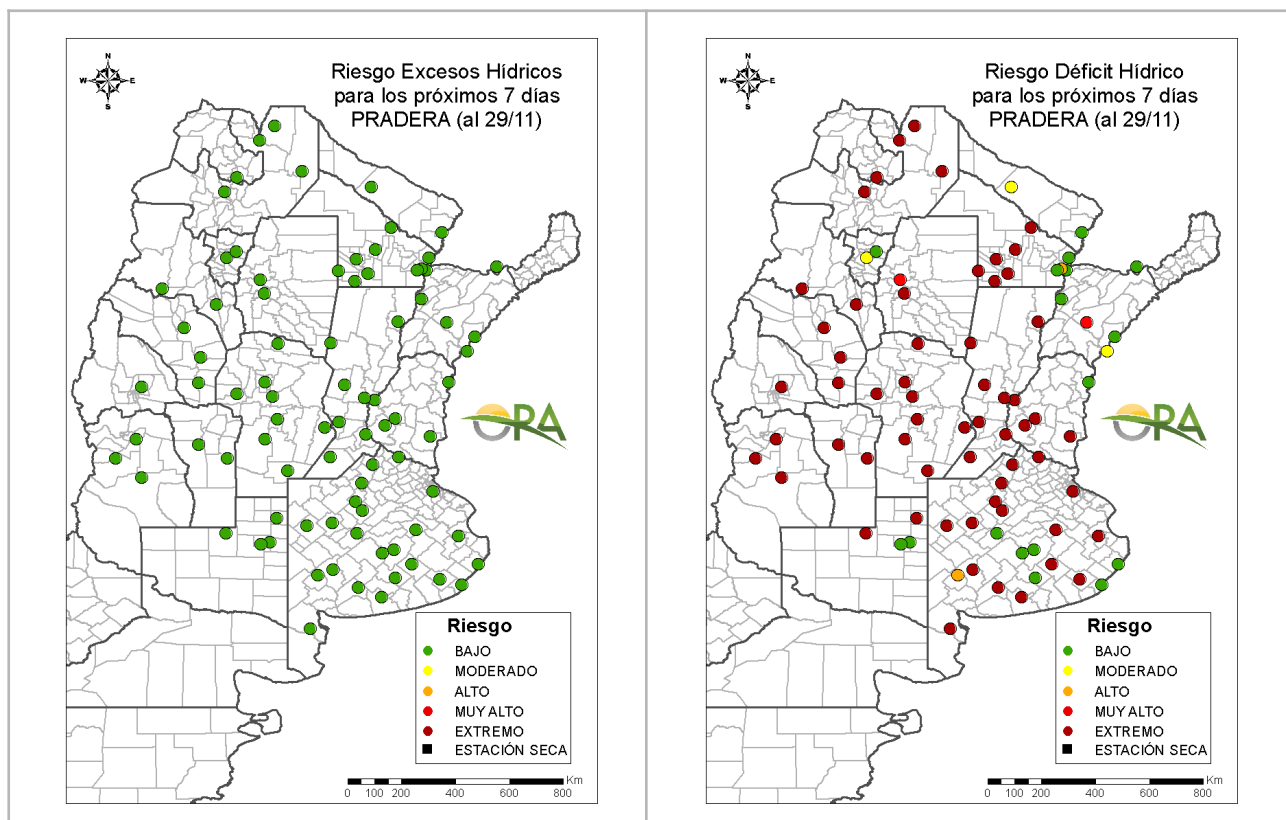 N
W E
S
Riesgo Excesos Hídricos
para los próximos 7 días
PRADERA (al 29/11)
ORA
Riesgo
BAJO
MODERADO
ALTO
MUY ALTO
EXTREMO
ESTACIÓN SECA
Km
0 100 200 400 600 800
N
W E
S
Riesgo Déficit Hídrico
para los próximos 7 días
PRADERA (al 29/11)
ORA
Riesgo
BAJO
MODERADO
ALTO
MUY ALTO
EXTREMO
ESTACIÓN SECA
Km
0 100 200 400 600 800